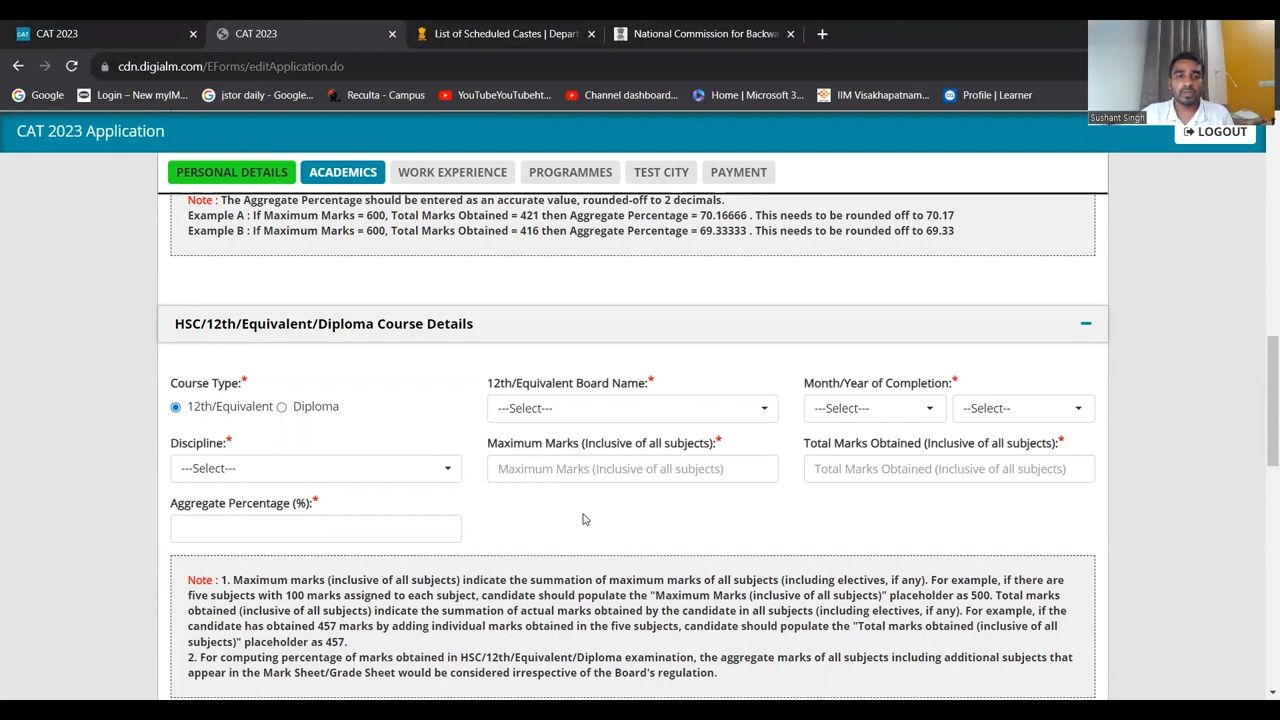 CAT 2023
CAT 2023
List of Scheduled Castes | Depart
National Commission for Backwa
cdn.digialm.com/EForms/editApplication.do
Google
Login – New myIM...
jstor daily - Google...
Reculta - Campus
YouTubeYouTubeht...
Channel dashboard...
Home | Microsoft 3...
IIM Visakhapatnam...
Profile | Learner
Sushant Singh
CAT 2023 Application
LOGOUT
PERSONAL DETAILS
ACADEMICS
WORK EXPERIENCE
PROGRAMMES
TEST CITY
PAYMENT
Note : The Aggregate Percentage should be entered as an accurate value, rounded-off to 2 decimals.
Example A : If Maximum Marks = 600, Total Marks Obtained = 421 then Aggregate Percentage = 70.16666 . This needs to be rounded off to 70.17
Example B : If Maximum Marks = 600, Total Marks Obtained = 416 then Aggregate Percentage = 69.33333 . This needs to be rounded off to 69.33
HSC/12th/Equivalent/Diploma Course Details
Course Type:*
12th/Equivalent Board Name:*
Month/Year of Completion:*
12th/Equivalent
Diploma
---Select---
---Select---
--Select--
Discipline:*
Maximum Marks (Inclusive of all subjects):*
Total Marks Obtained (Inclusive of all subjects):*
---Select---
Maximum Marks (Inclusive of all subjects)
Total Marks Obtained (Inclusive of all subjects)
Aggregate Percentage (%):*
Note : 1. Maximum marks (inclusive of all subjects) indicate the summation of maximum marks of all subjects (including electives, if any). For example, if there are
five subjects with 100 marks assigned to each subject, candidate should populate the "Maximum Marks (inclusive of all subjects)" placeholder as 500. Total marks
obtained (inclusive of all subjects) indicate the summation of actual marks obtained by the candidate in all subjects (including electives, if any). For example, if the
candidate has obtained 457 marks by adding individual marks obtained in the five subjects, candidate should populate the "Total marks obtained (inclusive of all
subjects)" placeholder as 457.
2. For computing percentage of marks obtained in HSC/12th/Equivalent/Diploma examination, the aggregate marks of all subjects including additional subjects that
appear in the Mark Sheet/Grade Sheet would be considered irrespective of the Board's regulation.